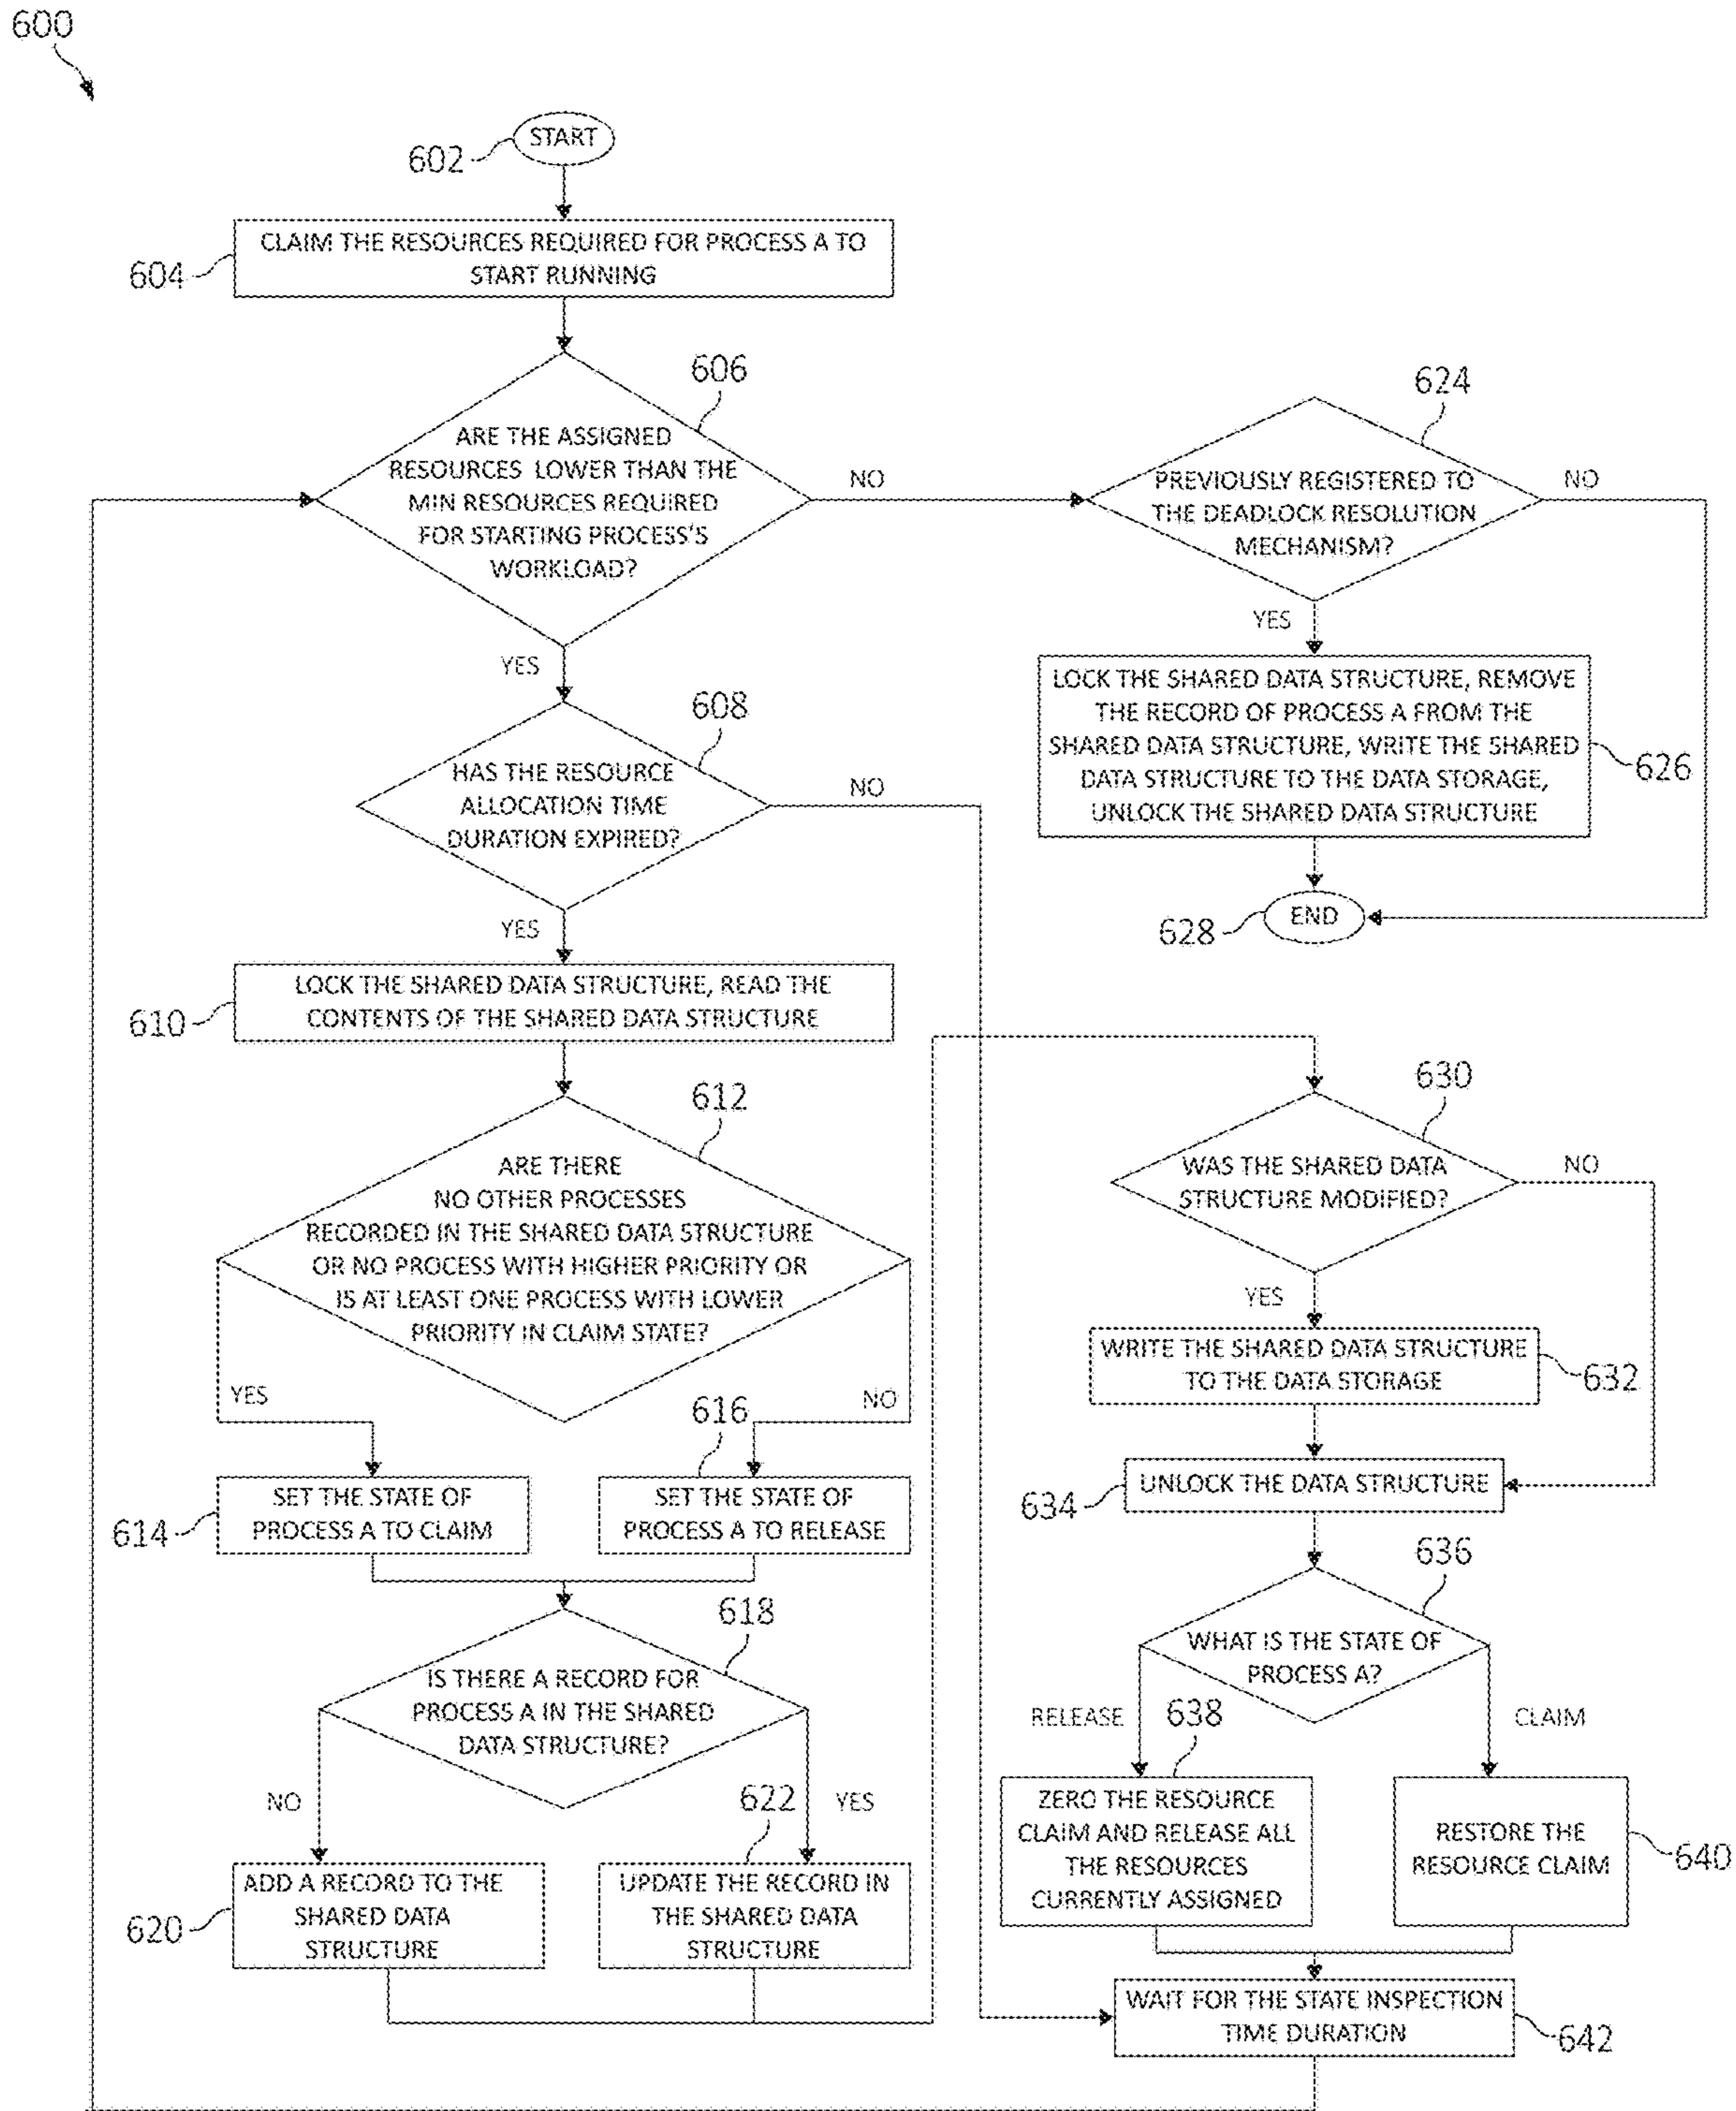 600
START
602
CLAIM THE RESOURCES REQUIRED FOR PROCESS A TO
START RUNNING
604
606
ARE THE ASSIGNED
RESOURCES LOWER THAN THE
MIN RESOURCES REQUIRED
FOR STARTING PROCESS'S
WORKLOAD?
NO
YES
624
PREVIOUSLY REGISTERED TO
THE DEADLOCK RESOLUTION
MECHANISM?
NO
YES
LOCK THE SHARED DATA STRUCTURE, REMOVE
THE RECORD OF PROCESS A FROM THE
SHARED DATA STRUCTURE, WRITE THE SHARED
DATA STRUCTURE TO THE DATA STORAGE,
UNLOCK THE SHARED DATA STRUCTURE
626
END
628
608
HAS THE RESOURCE
ALLOCATION TIME
DURATION EXPIRED?
NO
YES
LOCK THE SHARED DATA STRUCTURE, READ THE
CONTENTS OF THE SHARED DATA STRUCTURE
610
612
ARE THERE
NO OTHER PROCESSES
RECORDED IN THE SHARED DATA STRUCTURE
OR NO PROCESS WITH HIGHER PRIORITY OR
IS AT LEAST ONE PROCESS WITH LOWER
PRIORITY IN CLAIM STATE?
YES
NO
616
SET THE STATE OF
PROCESS A TO CLAIM
614
SET THE STATE OF
PROCESS A TO RELEASE
618
IS THERE A RECORD FOR
PROCESS A IN THE SHARED
DATA STRUCTURE?
NO
622
YES
ADD A RECORD TO THE
SHARED DATA
STRUCTURE
620
UPDATE THE RECORD IN
THE SHARED DATA
STRUCTURE
630
WAS THE SHARED DATA
STRUCTURE MODIFIED?
NO
YES
WRITE THE SHARED DATA STRUCTURE
TO THE DATA STORAGE
632
UNLOCK THE DATA STRUCTURE
634
636
WHAT IS THE STATE OF
PROCESS A?
RELEASE
638
CLAIM
ZERO THE RESOURCE
CLAIM AND RELEASE ALL
THE RESOURCES
CURRENTLY ASSIGNED
RESTORE THE
RESOURCE CLAIM
640
WAIT FOR THE STATE INSPECTION
TIME DURATION
642